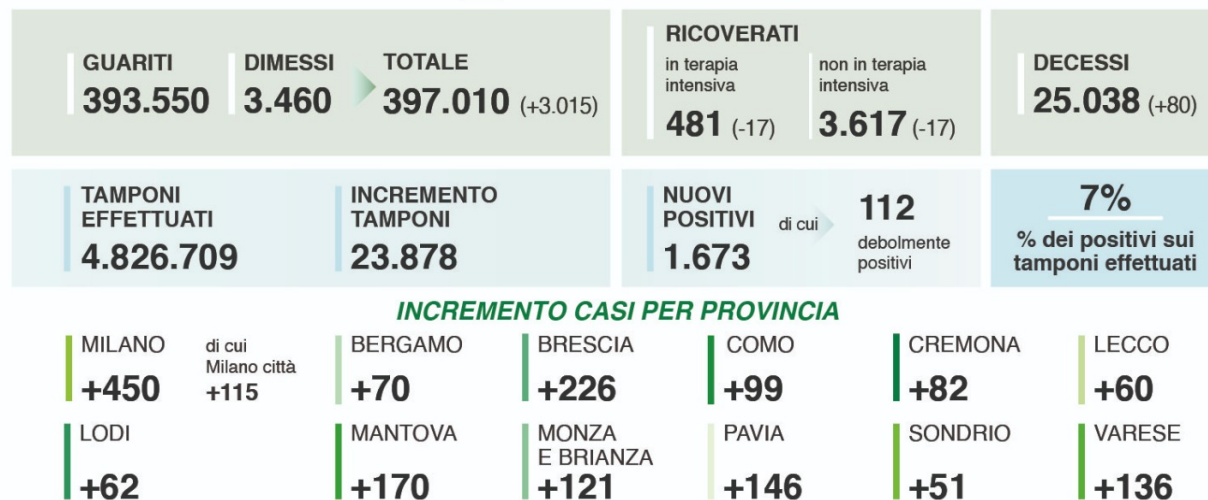 GUARITI
393.550
DIMESSI
3.460
TOTALE
397.010 (+3.015)
RICOVERATI
in terapia
intensiva
481 (-17)
non in terapia
intensiva
3.617 (-17)
DECESSI
25.038 (+80)
TAMPONI
EFFETTUATI
4.826.709
INCREMENTO
TAMPONI
23.878
NUOVI
POSITIVI
1.673
di cui
112
debolmente
positivi
7%
% dei positivi sui
tamponi effettuati
INCREMENTO CASI PER PROVINCIA
MILANO
+450
di cui
Milano città
+115
BERGAMO
+70
BRESCIA
+226
COMO
+99
CREMONA
+82
LECCO
+60
LODI
+62
MANTOVA
+170
MONZA
E BRIANZA
+121
PAVIA
+146
SONDRIO
+51
VARESE
+136